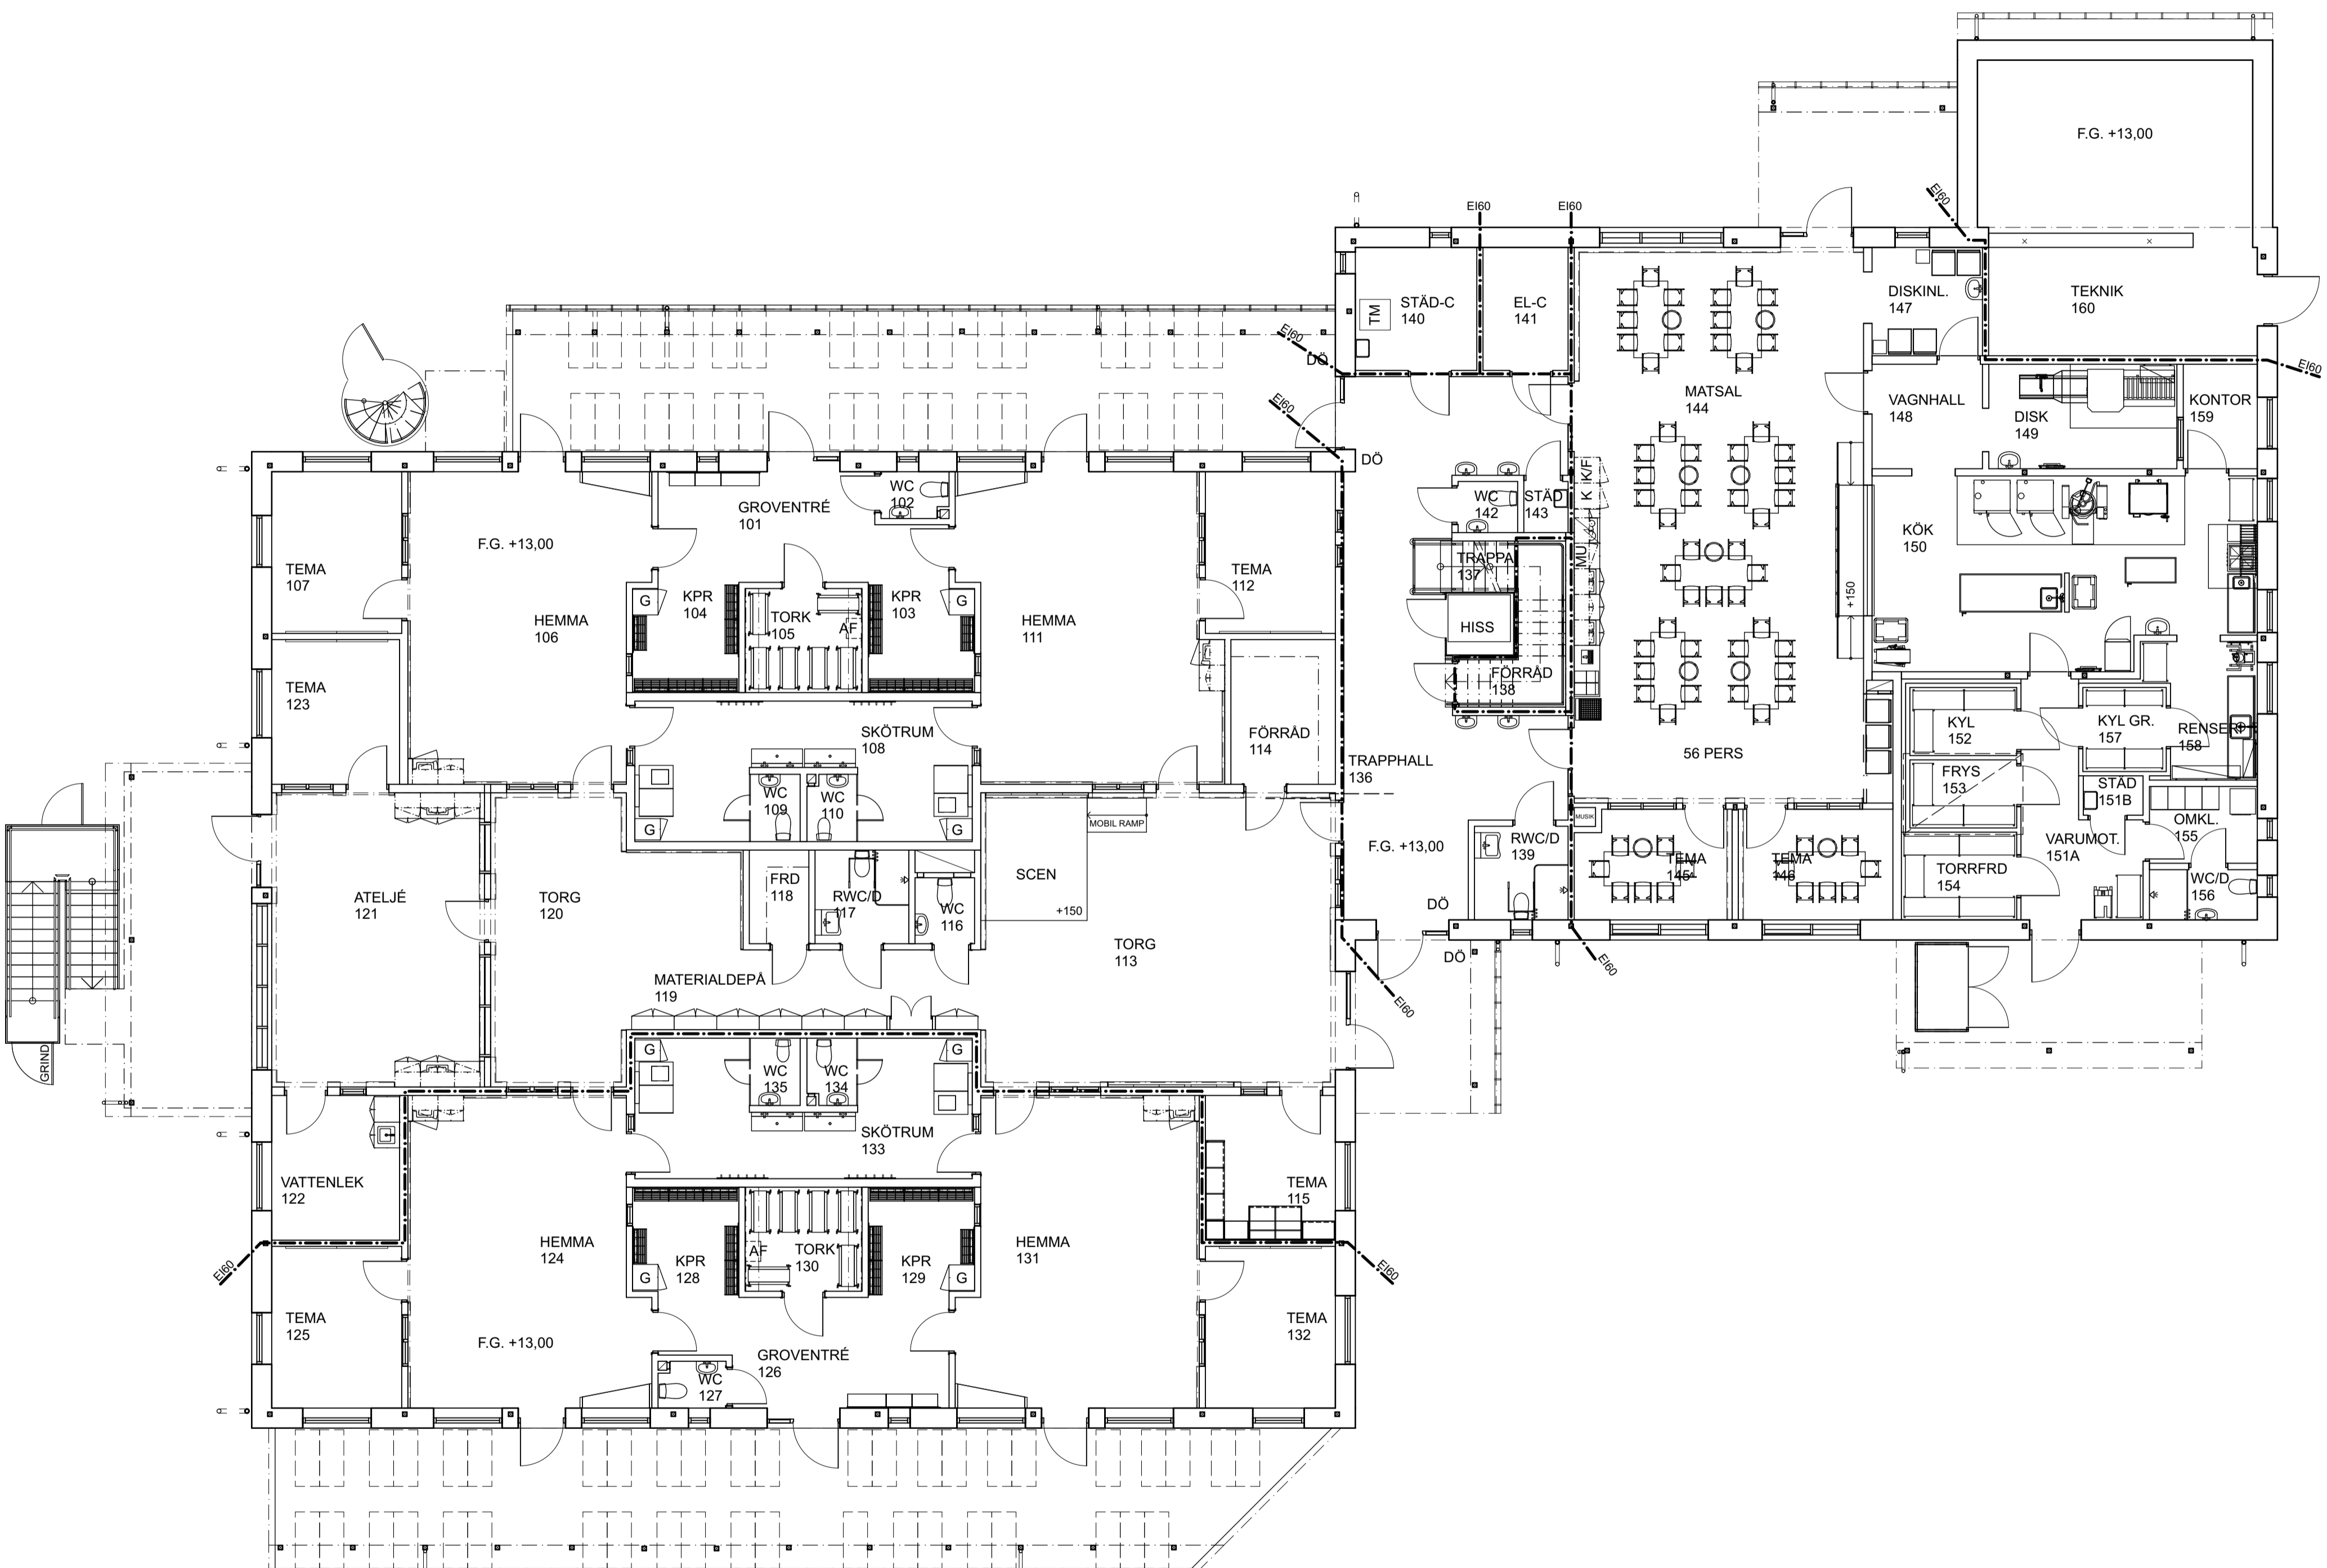 F.G. +13,00
EI60
EI60
EI60
STÄD-C
140
TM
EL-C
141
DISKINL.
147
TEKNIK
160
EI60
DÖ
EI60
MATSAL
144
VAGNHALL
148
DISK
149
KONTOR
159
EI60
DÖ
GROVENTRÉ
101
WC
102
WC
142
STÄD
143
K
K/F
KÖK
150
F.G. +13,00
TEMA
107
HEMMA
106
G
KPR
104
TORK
105
AF
KPR
103
G
HEMMA
111
TEMA
112
TRAPPA
137
MU
HISS
+150
FÖRRÅD
138
TEMA
123
SKÖTRUM
108
FÖRRÅD
114
TRAPPHALL
136
56 PERS
KYL
152
KYL GR.
157
RENSERI
158
FRYS
153
STÄD
151B
WC
109
WC
110
G
G
MOBIL RAMP
MUSIK
OMKL.
155
F.G. +13,00
RWC/D
139
TEMA
145
TEMA
146
VARUMOT.
151A
TORRFRD
154
WC/D
156
ATELJÉ
121
TORG
120
FRD
118
RWC/D
117
WC
116
SCEN
+150
DÖ
TORG
113
DÖ
EI60
EI60
MATERIALDEPÅ
119
GRIND
G
WC
135
WC
134
G
SKÖTRUM
133
VATTENLEK
122
TEMA
115
HEMMA
124
KPR
128
AF
TORK
130
KPR
129
HEMMA
131
G
G
EI60
EI60
TEMA
125
F.G. +13,00
GROVENTRÉ
126
WC
127
TEMA
132